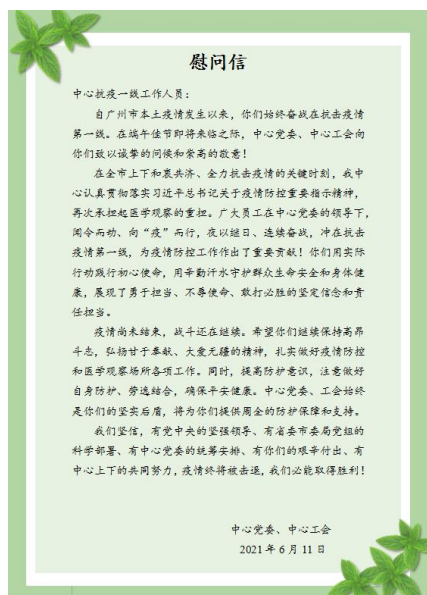 慰问信
中心抗疫一线工作人员：
自广州市本土疫情发生以来，你们始终奋战在抗击疫情
第一线。在端午佳节即将来临之际，中心党委、中心工会向
你们致以诚挚的问候和崇高的敬意！
在全市上下和衷共济、全力抗击疫情的关键时刻，我中
心认真贯彻落实习近平总书记关于疫情防控重要指示精神，
再次承担起医学观察的重担。广大员工在中心党委的领导下，
闻令而动、向“疫”而行，夜以继日、连续奋战，冲在抗击
疫情第一线，为疫情防控工作作出了重要贡献！你们用实际
行动践行初心使命，用辛勤汗水守护群众生命安全和身体健
康，展现了勇于担当、不辱使命、敢打必胜的坚定信念和责
任担当。
疫情尚未结束，战斗还在继续。希望你们继续保持高昂
斗志，弘扬甘于奉献、大爱无疆的精神，扎实做好疫情防控
和医学观察场所各项工作。同时，提高防护意识，注意做好
自身防护、劳逸结合，确保平安健康。中心党委、工会始终
是你们的坚实后盾，将为你们提供周全的防护保障和支持。
我们坚信，有党中央的坚强领导、有省委市委局党组的
科学部署、有中心党委的统筹安排、有你们的艰辛付出、有
中心上下的共同努力，疫情终将被击退，我们必能取得胜利！
中心党委、中心工会
2021年6月11日